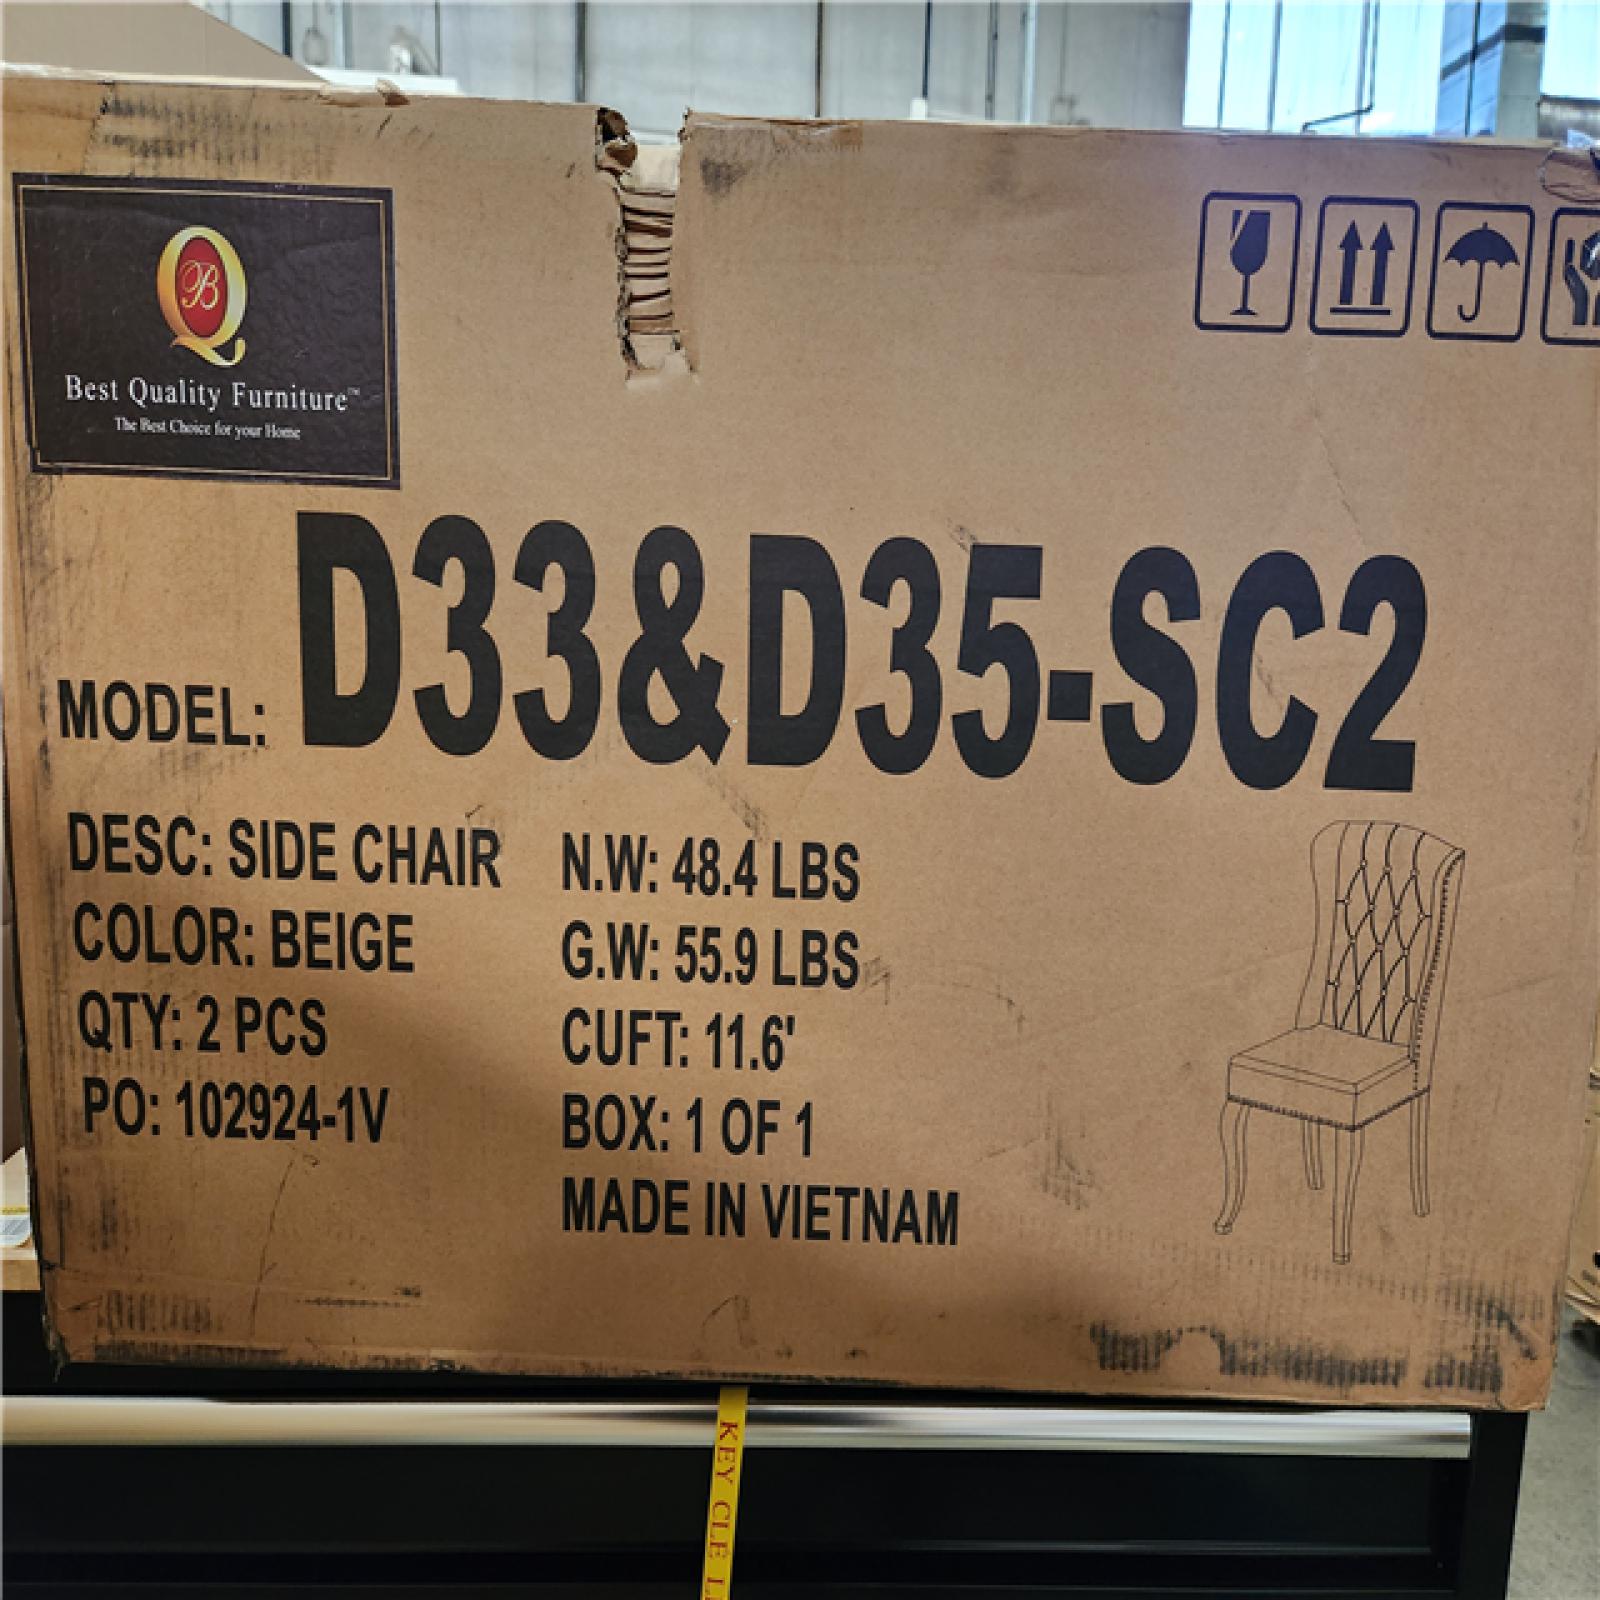 B
Best Quality Furniture™
The Best Choice for your Home
MODEL: D33&D35-SC2
DESC: SIDE CHAIR
COLOR: BEIGE
QTY: 2 PCS
PO: 102924-1V
N.W: 48.4 LBS
G.W: 55.9 LBS
CUFT: 11.6'
BOX: 1 OF 1
MADE IN VIETNAM
KEY CLE